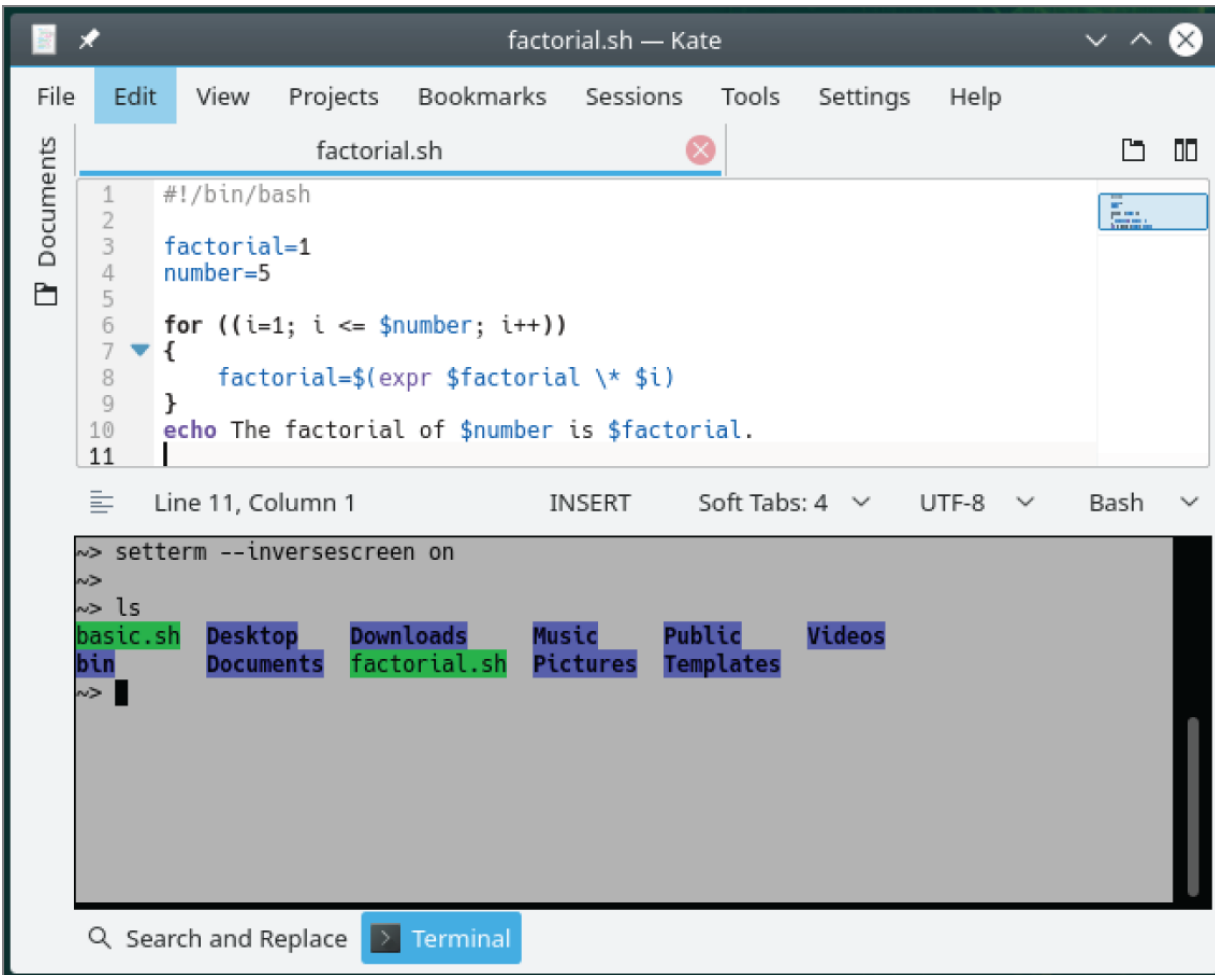 factorial.sh — Kate
File Edit View Projects Bookmarks Sessions Tools Settings Help
Documents
factorial.sh
1 #!/bin/bash
2
3 factorial=1
4 number=5
5
6 for ((i=1; i <= $number; i++))
7 {
8     factorial=$(expr $factorial \* $i)
9 }
10 echo The factorial of $number is $factorial.
11
Line 11, Column 1 INSERT Soft Tabs: 4 UTF-8 Bash
~> setterm --inversescreen on
~>
~> ls
basic.sh Desktop Downloads Music Public Videos
bin Documents factorial.sh Pictures Templates
~>
Search and Replace > Terminal